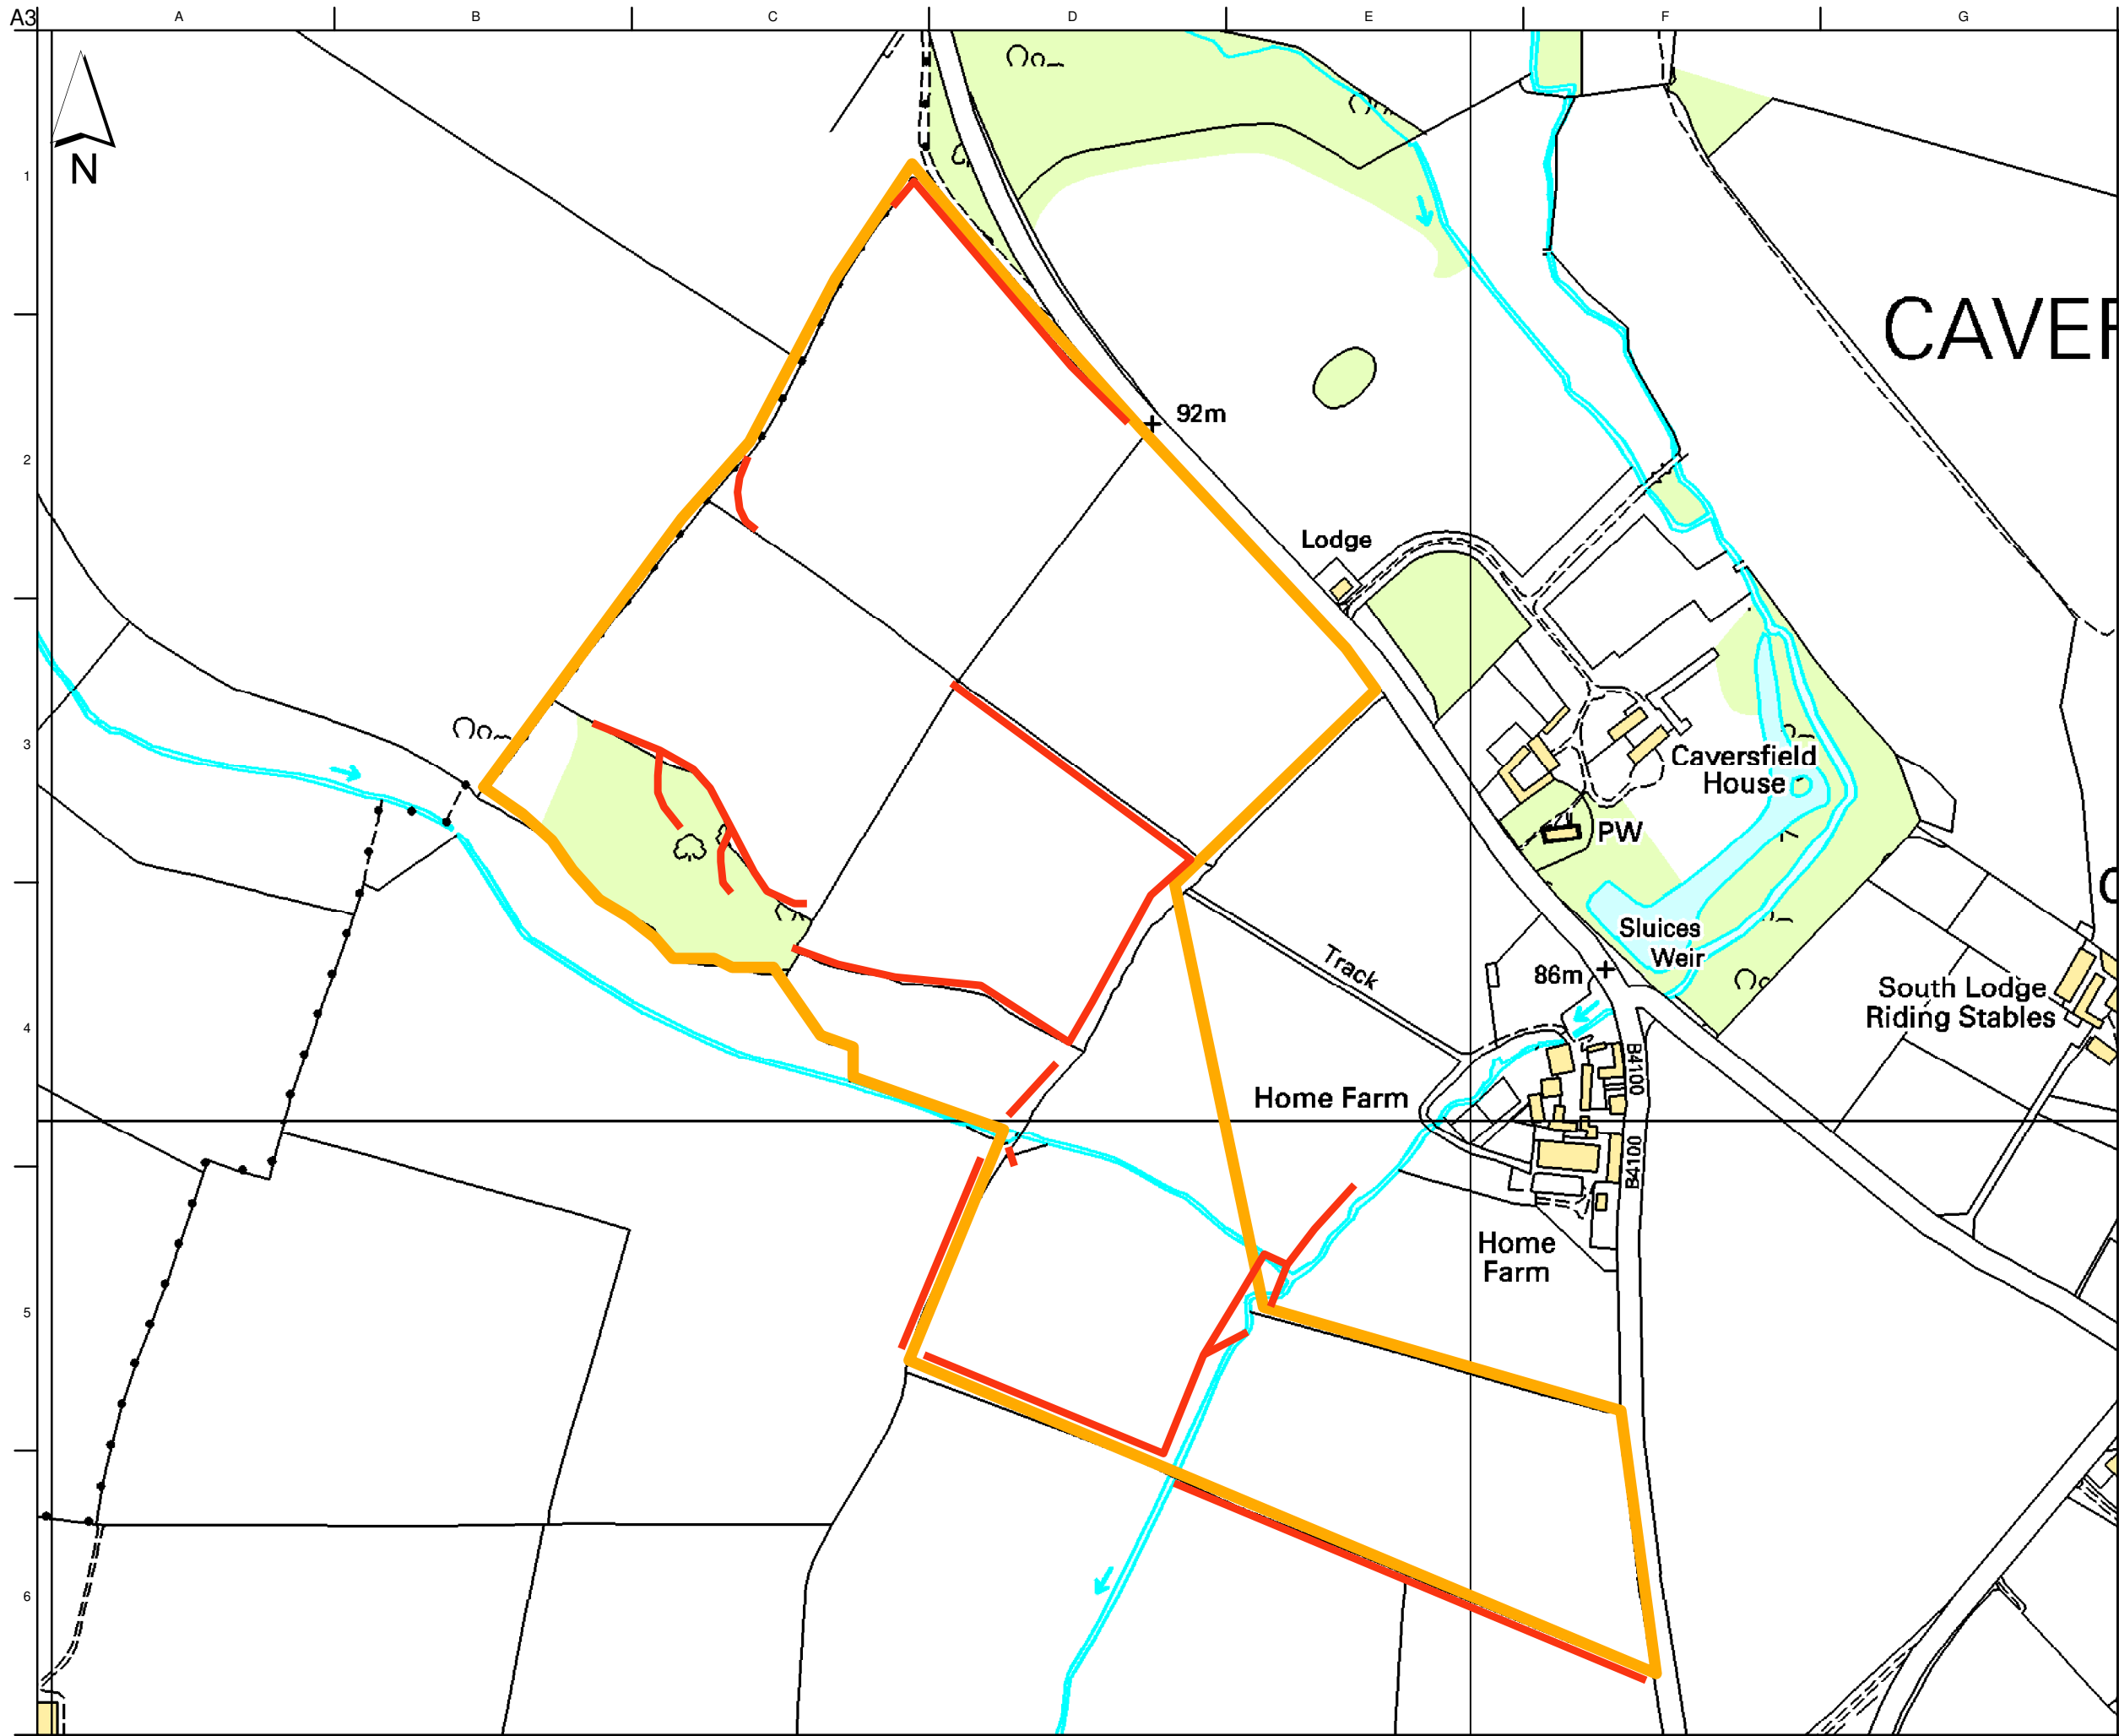 A3 A B C D E F G
N
1
CAVER
92m
2
Lodge
3
Caversfield
House
PW
Sluices
Weir
Track
86m
South Lodge
Riding Stables
4
B4100
Home Farm
B4100
Home
Farm
5
6